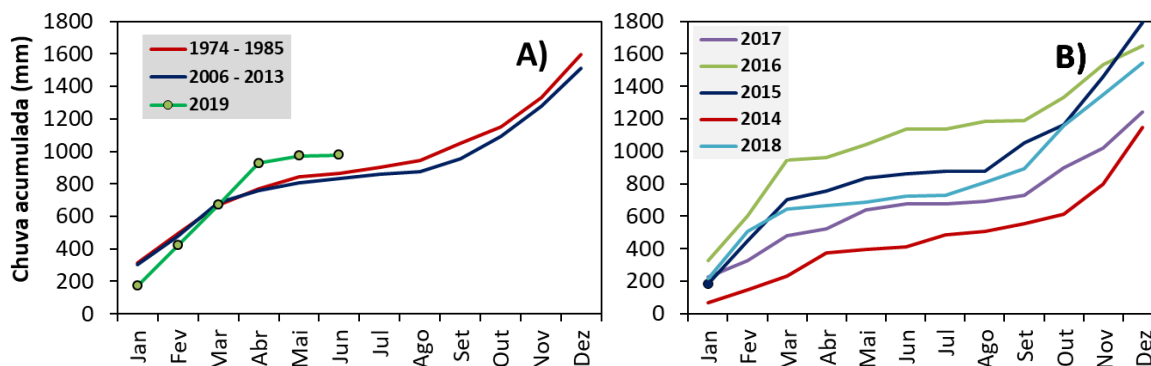 Chuva acumulada (mm)
1800
1600
1400
1200
1000
800
600
400
200
0
1974 - 1985
2006 - 2013
2019
A)
Jan
Fev
Mar
Abr
Mai
Jun
Jul
Ago
Set
Out
Nov
Dez
1800
1600
1400
1200
1000
800
600
400
200
0
2017
2016
2015
2014
2018
B)
Jan
Fev
Mar
Abr
Mai
Jun
Jul
Ago
Set
Out
Nov
Dez